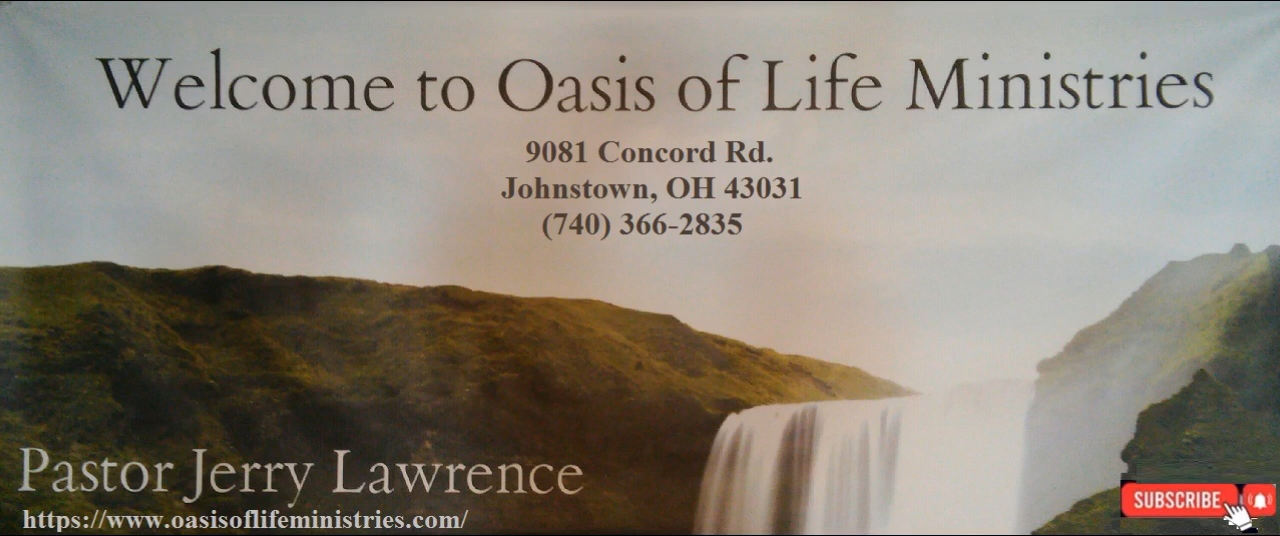 Welcome to Oasis of Life Ministries
9081 Concord Rd.
Johnstown, OH 43031
(740) 366-2835
Pastor Jerry Lawrence
https://www.oasisoflifeministries.com/
SUBSCRIBE